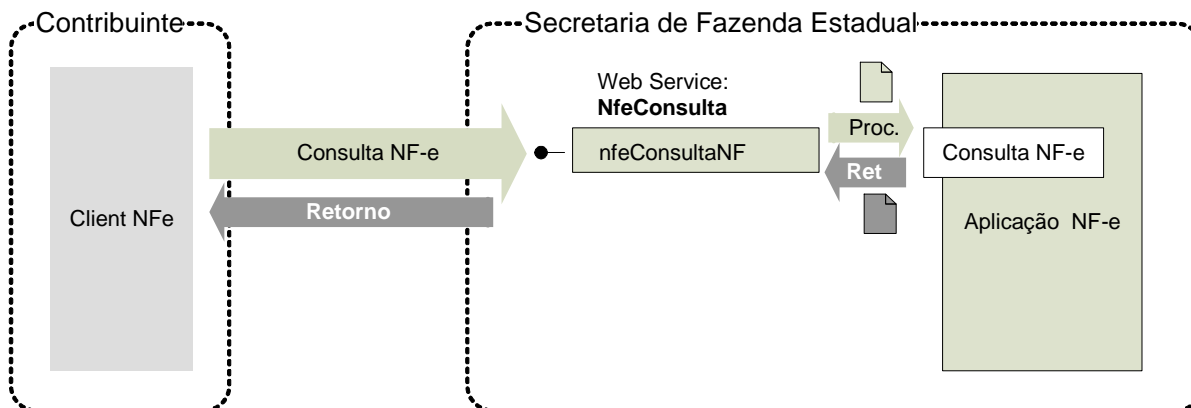 Contribuinte
Secretaria de Fazenda Estadual
Web Service:
NfeConsulta
Proc.
Consulta NF-e
nfeConsultaNF
Consulta NF-e
Ret
Retorno
Client NFe
Aplicação NF-e